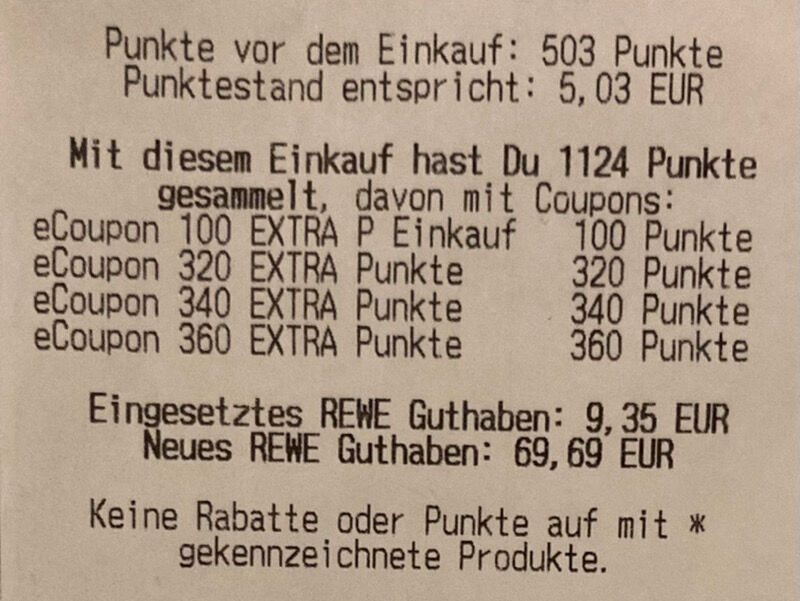 Punkte vor dem Einkauf: 503 Punkte
Punktestand entspricht: 5,03 EUR
Mit diesem Einkauf hast Du 1124 Punkte
gesammelt, davon mit Coupons:
eCoupon 100 EXTRA P Einkauf 100 Punkte
eCoupon 320 EXTRA Punkte 320 Punkte
eCoupon 340 EXTRA Punkte 340 Punkte
eCoupon 360 EXTRA Punkte 360 Punkte
Eingesetztes REWE Guthaben: 9,35 EUR
Neues REWE Guthaben: 69,69 EUR
Keine Rabatte oder Punkte auf mit *
gekennzeichnete Produkte.